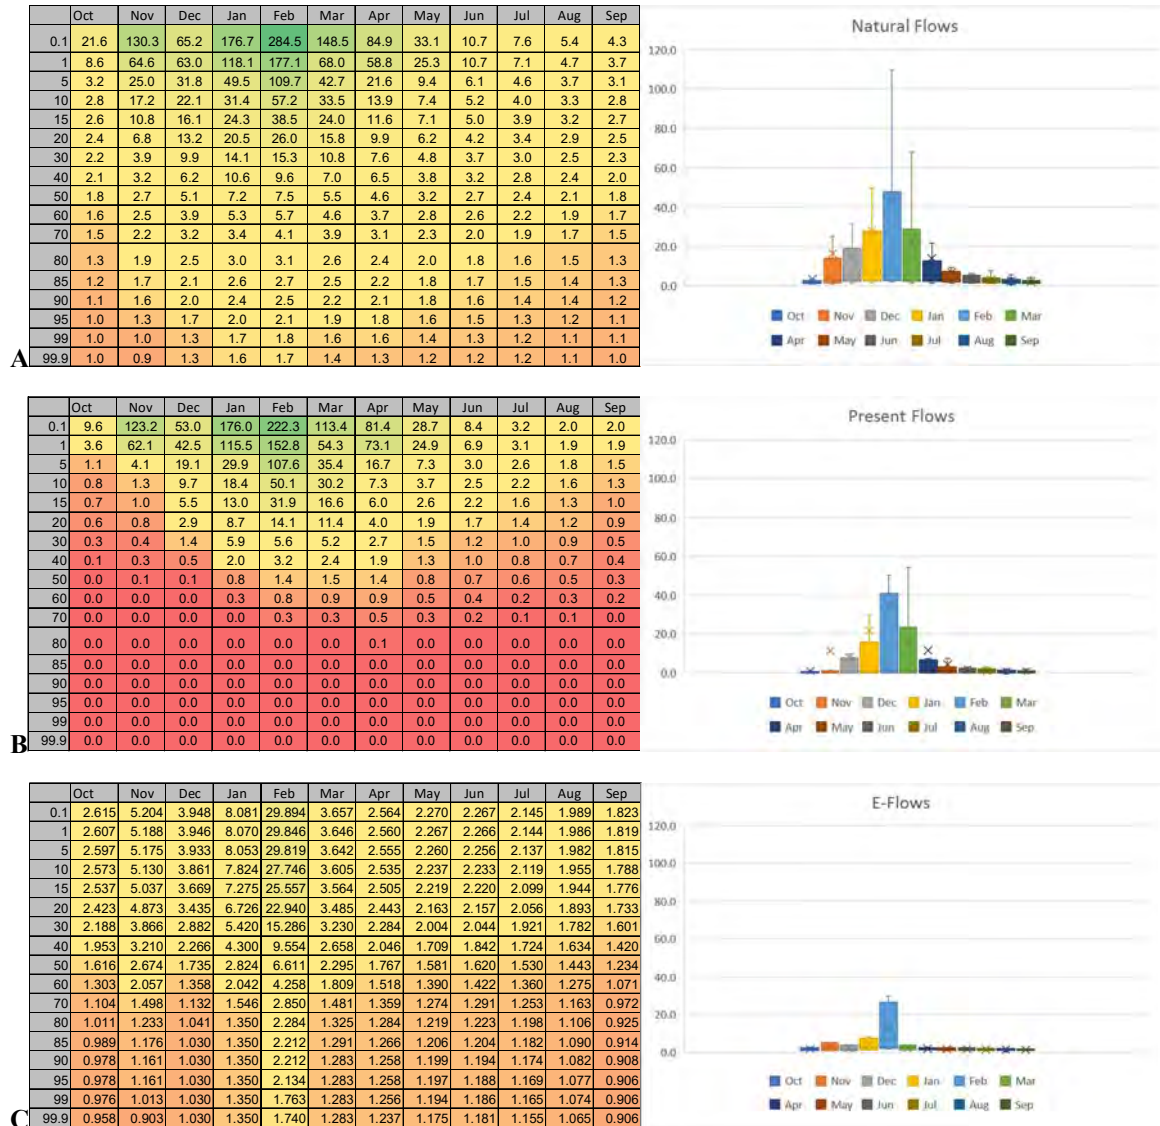 Oct Nov Dec Jan Feb Mar Apr May Jun Jul Aug Sep
0.1 21.6 130.3 65.2 176.7 284.5 148.5 84.9 33.1 10.7 7.6 5.4 4.3
1 8.6 64.6 63.0 118.1 177.1 68.0 58.8 25.3 10.7 7.1 4.7 3.7
5 3.2 25.0 31.8 49.5 109.7 42.7 21.6 9.4 6.1 4.6 3.7 3.1
10 2.8 17.2 22.1 31.4 57.2 33.5 13.9 7.4 5.2 4.0 3.3 2.8
15 2.6 10.8 16.1 24.3 38.5 24.0 11.6 7.1 5.0 3.9 3.2 2.7
20 2.4 6.8 13.2 20.5 26.0 15.8 9.9 6.2 4.2 3.4 2.9 2.5
30 2.2 3.9 9.9 14.1 15.3 10.8 7.6 4.8 3.7 3.0 2.5 2.3
40 2.1 3.2 6.2 10.6 9.6 7.0 6.5 3.8 3.2 2.8 2.4 2.0
50 1.8 2.7 5.1 7.2 7.5 5.5 4.6 3.2 2.7 2.4 2.1 1.8
60 1.6 2.5 3.9 5.3 5.7 4.6 3.7 2.8 2.6 2.2 1.9 1.7
70 1.5 2.2 3.2 3.4 4.1 3.9 3.1 2.3 2.0 1.9 1.7 1.5
80 1.3 1.9 2.5 3.0 3.1 2.6 2.4 2.0 1.8 1.6 1.5 1.3
85 1.2 1.7 2.1 2.6 2.7 2.5 2.2 1.8 1.7 1.5 1.4 1.3
90 1.1 1.6 2.0 2.4 2.5 2.2 2.1 1.8 1.6 1.4 1.4 1.2
95 1.0 1.3 1.7 2.0 2.1 1.9 1.8 1.6 1.5 1.3 1.2 1.1
99 1.0 1.0 1.3 1.7 1.8 1.6 1.6 1.4 1.3 1.2 1.1 1.1
A 99.9 1.0 0.9 1.3 1.6 1.7 1.4 1.3 1.2 1.2 1.2 1.1 1.0
Natural Flows
120.0
100.0
80.0
60.0
40.0
20.0
0.0
Oct Nov Dec Jan Feb Mar
Apr May Jun Jul Aug Sep
Oct Nov Dec Jan Feb Mar Apr May Jun Jul Aug Sep
0.1 9.6 123.2 53.0 176.0 222.3 113.4 81.4 28.7 8.4 3.2 2.0 2.0
1 3.6 62.1 42.5 115.5 152.8 54.3 73.1 24.9 6.9 3.1 1.9 1.9
5 1.1 4.1 19.1 29.9 107.6 35.4 16.7 7.3 3.0 2.6 1.8 1.5
10 0.8 1.3 9.7 18.4 50.1 30.2 7.3 3.7 2.5 2.2 1.6 1.3
15 0.7 1.0 5.5 13.0 31.9 16.6 6.0 2.6 2.2 1.6 1.3 1.0
20 0.6 0.8 2.9 8.7 14.1 11.4 4.0 1.9 1.7 1.4 1.2 0.9
30 0.3 0.4 1.4 5.9 5.6 5.2 2.7 1.5 1.2 1.0 0.9 0.5
40 0.1 0.3 0.5 2.0 3.2 2.4 1.9 1.3 1.0 0.8 0.7 0.4
50 0.0 0.1 0.1 0.8 1.4 1.5 1.4 0.8 0.7 0.6 0.5 0.3
60 0.0 0.0 0.0 0.3 0.8 0.9 0.9 0.5 0.4 0.2 0.3 0.2
70 0.0 0.0 0.0 0.0 0.3 0.3 0.5 0.3 0.2 0.1 0.1 0.0
80 0.0 0.0 0.0 0.0 0.0 0.0 0.1 0.0 0.0 0.0 0.0 0.0
85 0.0 0.0 0.0 0.0 0.0 0.0 0.0 0.0 0.0 0.0 0.0 0.0
90 0.0 0.0 0.0 0.0 0.0 0.0 0.0 0.0 0.0 0.0 0.0 0.0
95 0.0 0.0 0.0 0.0 0.0 0.0 0.0 0.0 0.0 0.0 0.0 0.0
99 0.0 0.0 0.0 0.0 0.0 0.0 0.0 0.0 0.0 0.0 0.0 0.0
B 99.9 0.0 0.0 0.0 0.0 0.0 0.0 0.0 0.0 0.0 0.0 0.0 0.0
Present Flows
120.0
100.0
80.0
60.0
40.0
20.0
0.0
Oct Nov Dec Jan Feb Mar
Apr May Jun Jul Aug Sep
Oct Nov Dec Jan Feb Mar Apr May Jun Jul Aug Sep
0.1 2.615 5.204 3.948 8.081 29.894 3.657 2.564 2.270 2.267 2.145 1.989 1.823
1 2.607 5.188 3.946 8.070 29.846 3.646 2.560 2.267 2.266 2.144 1.986 1.819
5 2.597 5.175 3.933 8.053 29.819 3.642 2.555 2.260 2.256 2.137 1.982 1.815
10 2.573 5.130 3.861 7.824 27.746 3.605 2.535 2.237 2.233 2.119 1.955 1.788
15 2.537 5.037 3.669 7.275 25.557 3.564 2.505 2.219 2.220 2.099 1.944 1.776
20 2.423 4.873 3.435 6.726 22.940 3.485 2.443 2.163 2.157 2.056 1.893 1.733
30 2.188 3.866 2.882 5.420 15.286 3.230 2.284 2.004 2.044 1.921 1.782 1.601
40 1.953 3.210 2.266 4.300 9.554 2.658 2.046 1.709 1.842 1.724 1.634 1.420
50 1.616 2.674 1.735 2.824 6.611 2.295 1.767 1.581 1.620 1.530 1.443 1.234
60 1.303 2.057 1.358 2.042 4.258 1.809 1.518 1.390 1.422 1.360 1.275 1.071
70 1.104 1.498 1.132 1.546 2.850 1.481 1.359 1.274 1.291 1.253 1.163 0.972
80 1.011 1.233 1.041 1.350 2.284 1.325 1.284 1.219 1.223 1.198 1.106 0.925
85 0.989 1.176 1.030 1.350 2.212 1.291 1.266 1.206 1.204 1.182 1.090 0.914
90 0.978 1.161 1.030 1.350 2.212 1.283 1.258 1.199 1.194 1.174 1.082 0.908
95 0.978 1.161 1.030 1.350 2.134 1.283 1.258 1.197 1.188 1.169 1.077 0.906
99 0.976 1.013 1.030 1.350 1.763 1.283 1.256 1.194 1.186 1.165 1.074 0.906
C 99.9 0.958 0.903 1.030 1.350 1.740 1.283 1.237 1.175 1.181 1.155 1.065 0.906
E-Flows
120.0
100.0
80.0
60.0
40.0
20.0
0.0
Oct Nov Dec Jan Feb Mar
Apr May Jun Jul Aug Sep